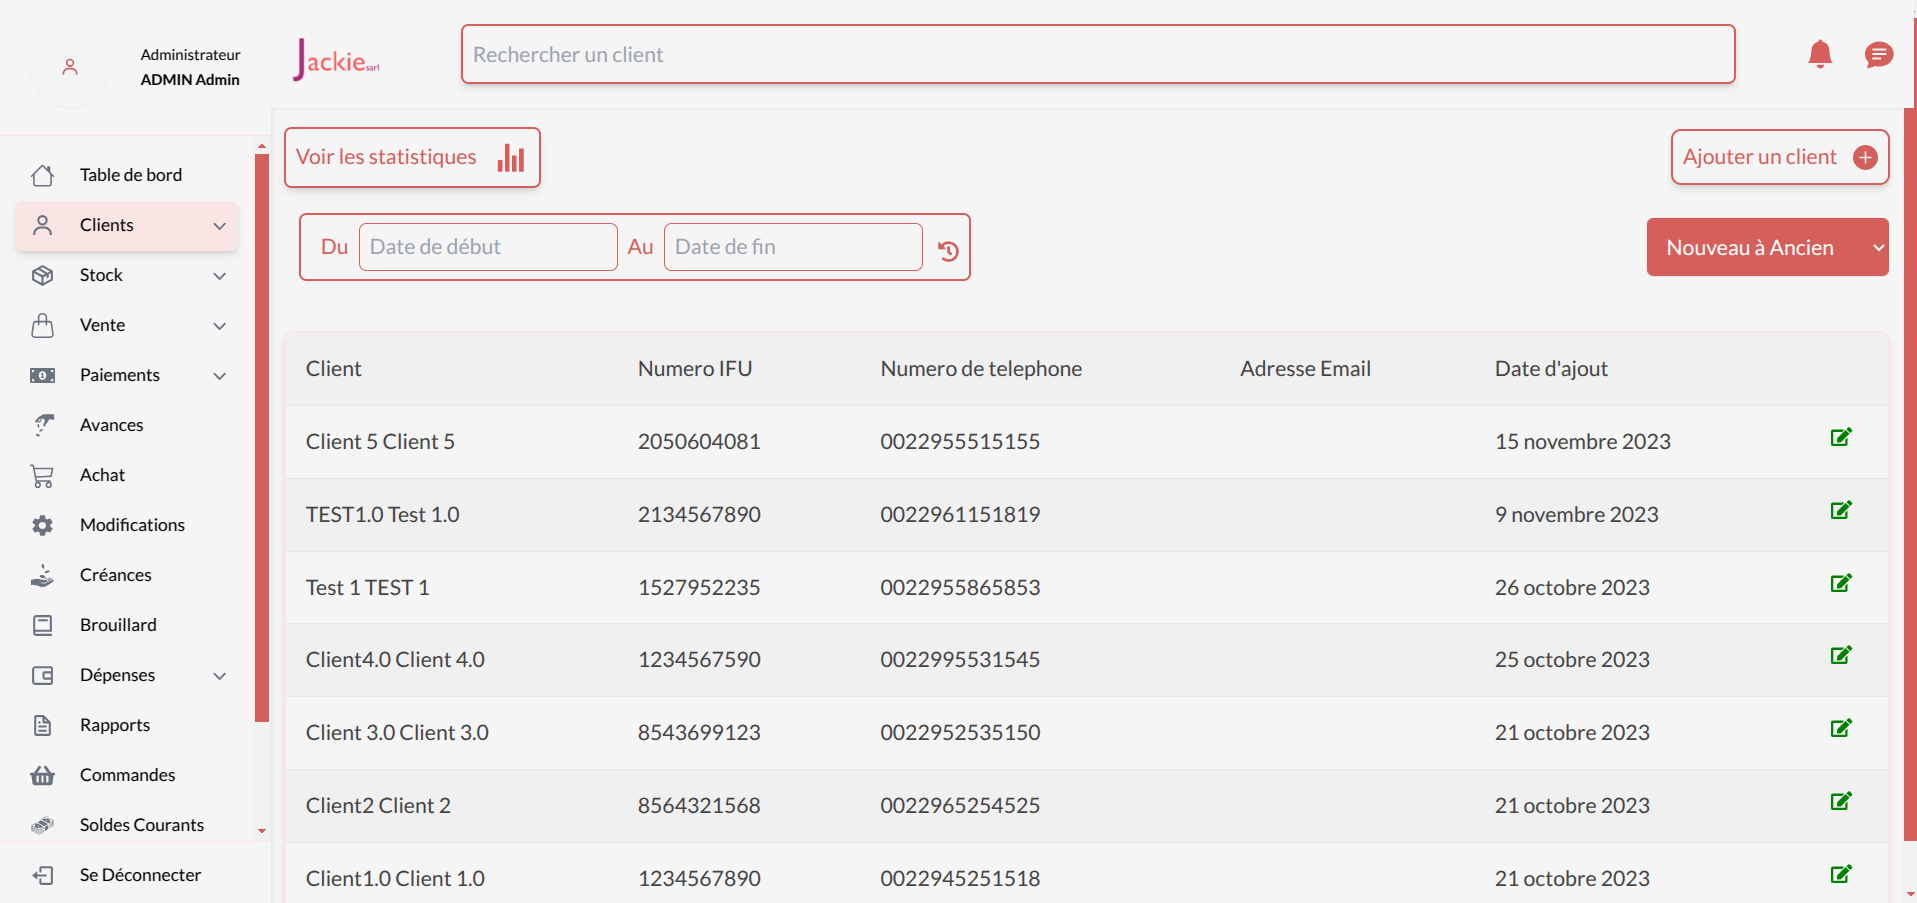 Administrateur
ADMIN Admin
Jackie sarl
Rechercher un client
Table de bord
Clients
Stock
Vente
Paiements
Avances
Achat
Modifications
Créances
Brouillard
Dépenses
Rapports
Commandes
Soldes Courants
Se Déconnecter
Voir les statistiques
Ajouter un client
Du Date de début Au Date de fin
Nouveau à Ancien
Client Numero IFU Numero de telephone Adresse Email Date d'ajout
Client 5 Client 5 2050604081 0022955515155 15 novembre 2023
TEST1.0 Test 1.0 2134567890 0022961151819 9 novembre 2023
Test 1 TEST 1 1527952235 0022955865853 26 octobre 2023
Client4.0 Client 4.0 1234567590 0022995531545 25 octobre 2023
Client 3.0 Client 3.0 8543699123 0022952535150 21 octobre 2023
Client2 Client 2 8564321568 0022965254525 21 octobre 2023
Client1.0 Client 1.0 1234567890 0022945251518 21 octobre 2023